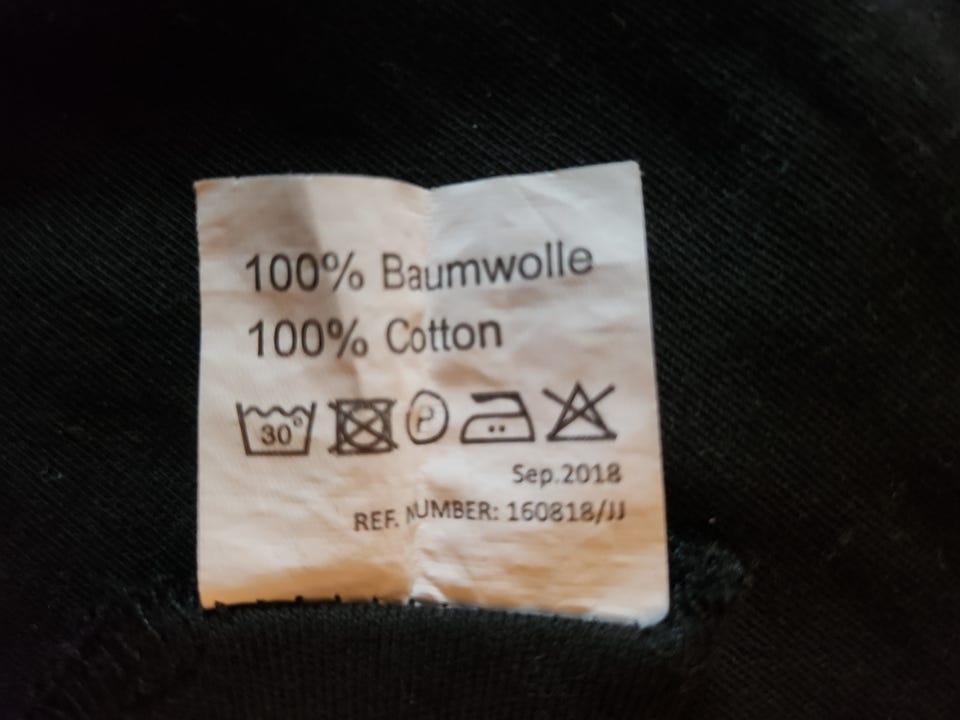 100% Baumwolle
100% Cotton
30° P
Sep.2018
REF. NUMBER: 160818/JJ